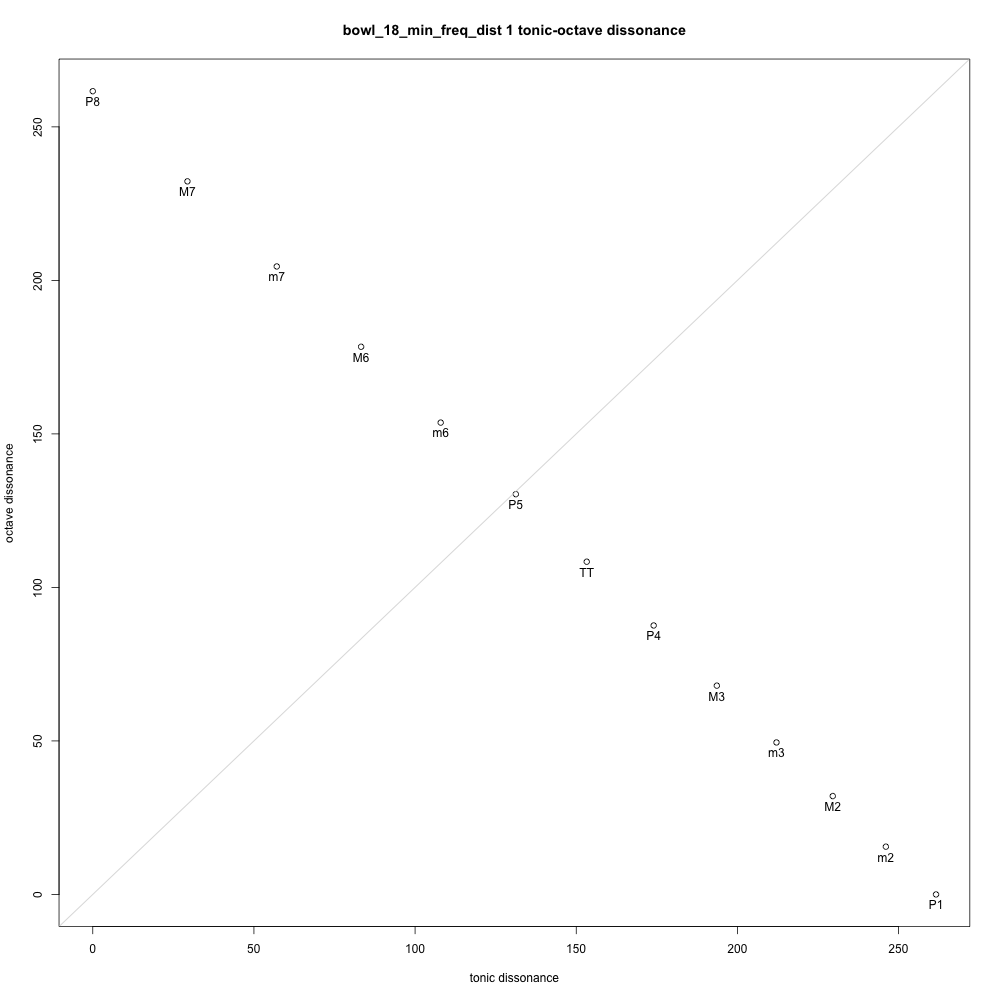 bowl_18_min_freq_dist 1 tonic-octave dissonance
P8
M7
m7
M6
m6
P5
TT
P4
M3
m3
M2
m2
P1
250
200
150
100
50
0
octave dissonance
0 50 100 150 200 250
tonic dissonance